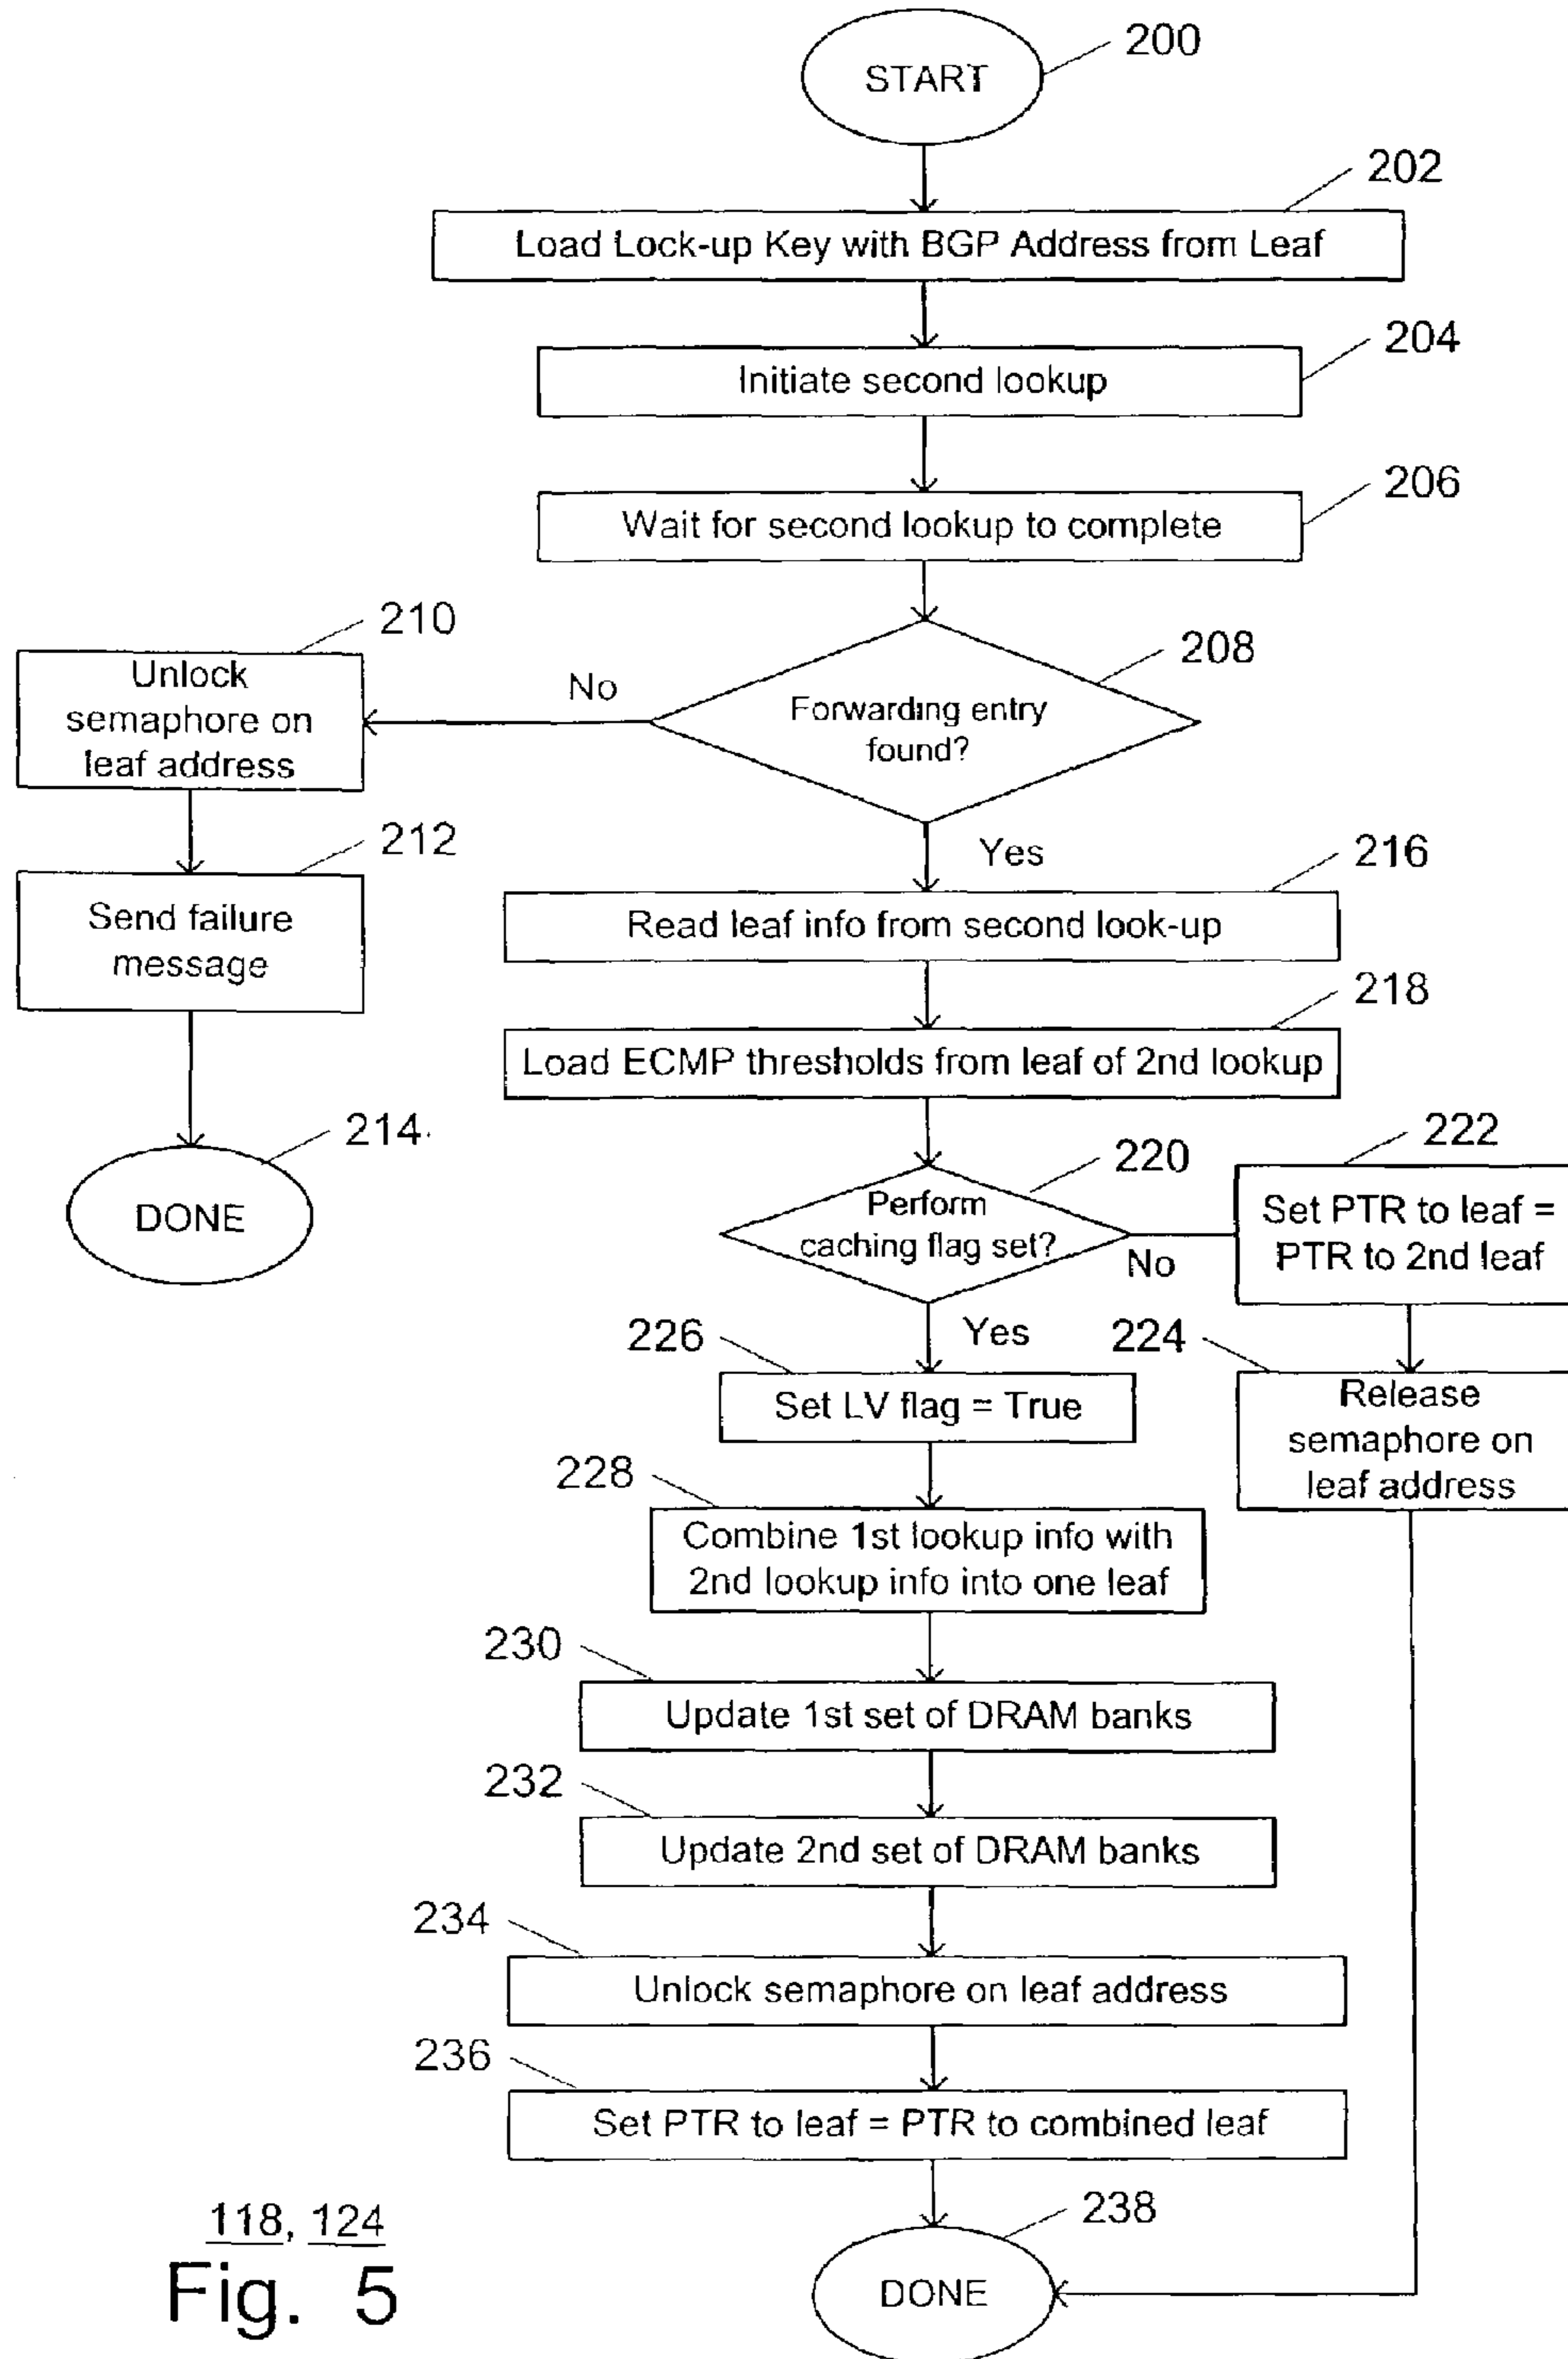 START
200
202
Load Lock-up Key with BGP Address from Leaf
204
Initiate second lookup
206
Wait for second lookup to complete
208
Forwarding entry
found?
No
210
Unlock
semaphore on
leaf address
212
Send failure
message
214
DONE
Yes
216
Read leaf info from second look-up
218
Load ECMP thresholds from leaf of 2nd lookup
220
Perform
caching flag set?
No
222
Set PTR to leaf =
PTR to 2nd leaf
224
Release
semaphore on
leaf address
Yes
226
Set LV flag = True
228
Combine 1st lookup info with
2nd lookup info into one leaf
230
Update 1st set of DRAM banks
232
Update 2nd set of DRAM banks
234
Unlock semaphore on leaf address
236
Set PTR to leaf = PTR to combined leaf
238
DONE
118, 124
Fig. 5